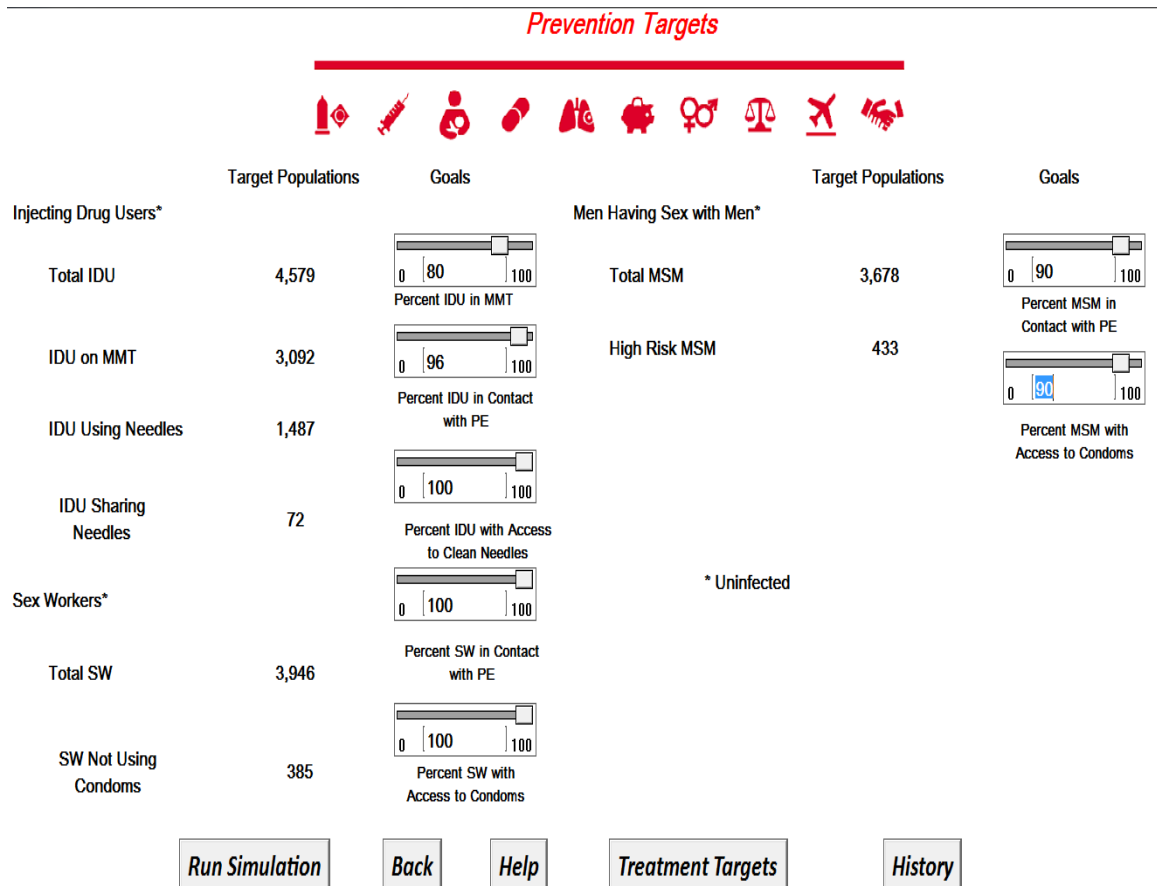 Prevention Targets
Target Populations Goals Target Populations Goals
Injecting Drug Users* Men Having Sex with Men*
Total IDU 4,579 0 80 100 Total MSM 3,678 0 90 100
Percent IDU in MMT Percent MSM in
Contact with PE
IDU on MMT 3,092 0 96 100 High Risk MSM 433 0 90 100
Percent IDU in Contact
with PE
Percent MSM with
Access to Condoms
IDU Using Needles 1,487
0 100 100
IDU Sharing
Needles
72
Percent IDU with Access
to Clean Needles
* Uninfected
Sex Workers*
0 100 100
Percent SW in Contact
with PE
Total SW 3,946
0 100 100
SW Not Using
Condoms
385
Percent SW with
Access to Condoms
Run Simulation Back Help Treatment Targets History